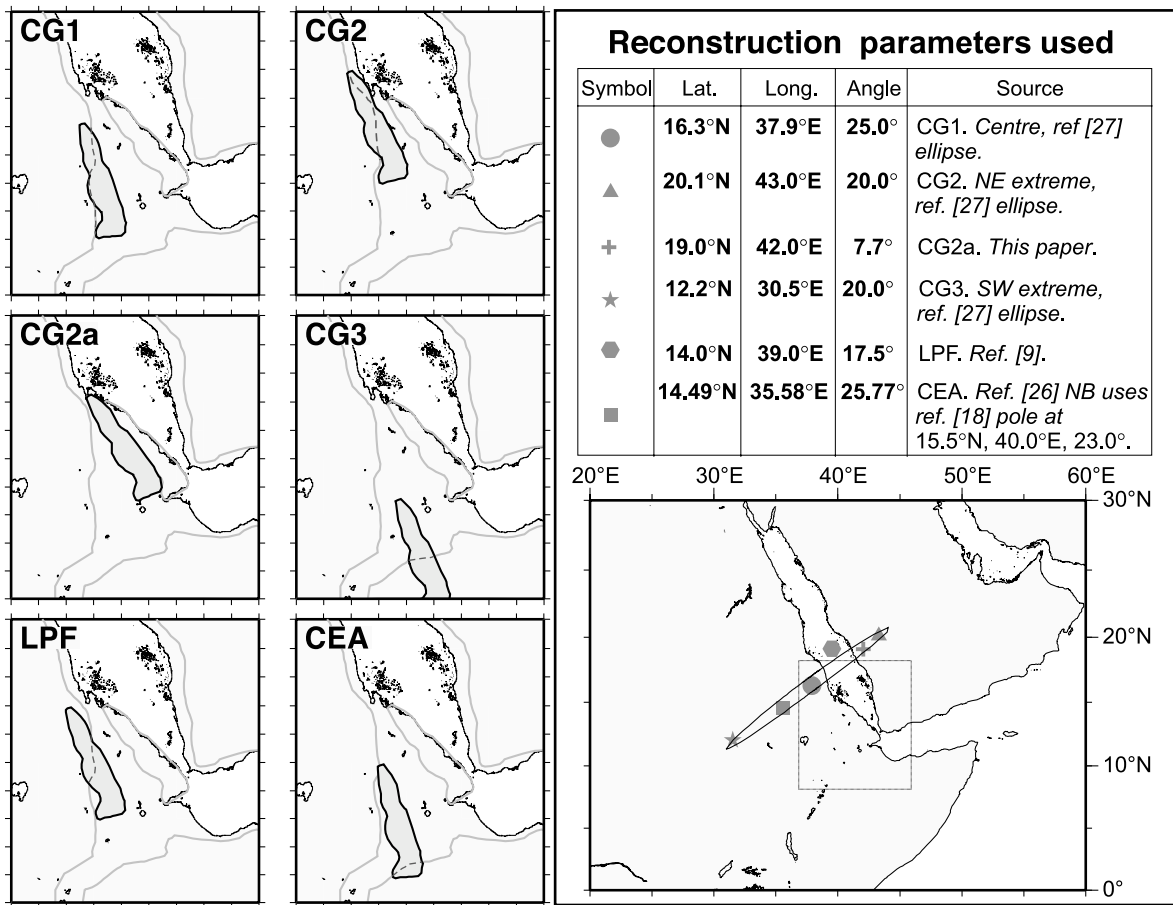 CG1
CG2
CG2a
CG3
LPF
CEA
Reconstruction parameters used
Symbol Lat. Long. Angle Source
16.3°N 37.9°E 25.0° CG1. Centre, ref [27]
ellipse.
20.1°N 43.0°E 20.0° CG2. NE extreme,
ref. [27] ellipse.
19.0°N 42.0°E 7.7° CG2a. This paper.
12.2°N 30.5°E 20.0° CG3. SW extreme,
ref. [27] ellipse.
14.0°N 39.0°E 17.5° LPF. Ref. [9].
14.49°N 35.58°E 25.77° CEA. Ref. [26] NB uses
ref. [18] pole at
15.5°N, 40.0°E, 23.0°.
20°E 30°E 40°E 50°E 60°E
30°N
20°N
10°N
0°